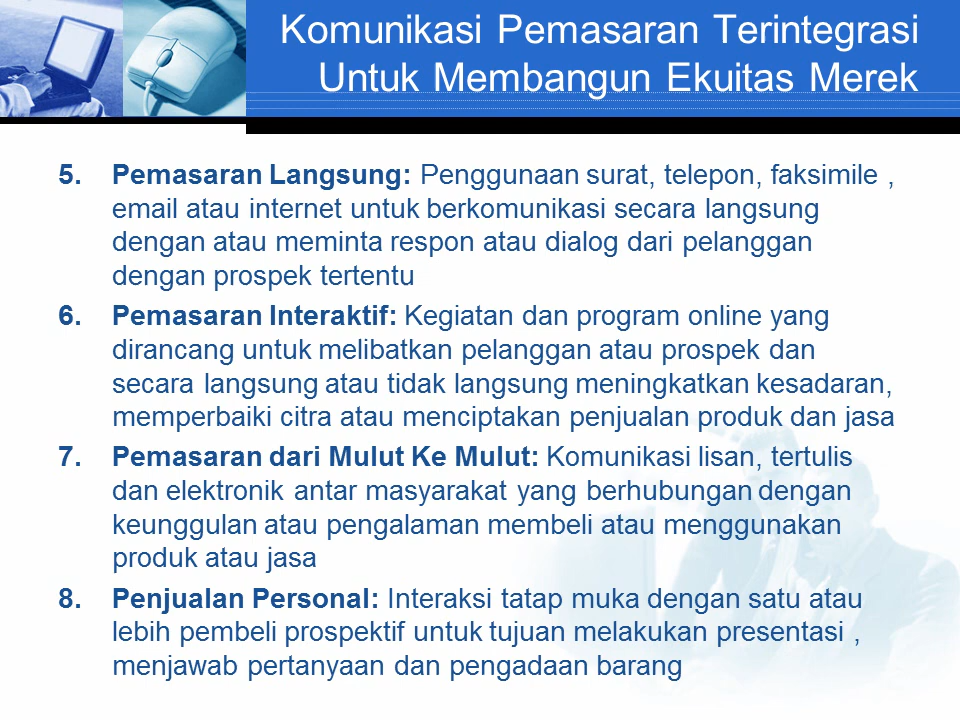 Komunikasi Pemasaran Terintegrasi
Untuk Membangun Ekuitas Merek
5. Pemasaran Langsung: Penggunaan surat, telepon, faksimile ,
email atau internet untuk berkomunikasi secara langsung
dengan atau meminta respon atau dialog dari pelanggan
dengan prospek tertentu
6. Pemasaran Interaktif: Kegiatan dan program online yang
dirancang untuk melibatkan pelanggan atau prospek dan
secara langsung atau tidak langsung meningkatkan kesadaran,
memperbaiki citra atau menciptakan penjualan produk dan jasa
7. Pemasaran dari Mulut Ke Mulut: Komunikasi lisan, tertulis
dan elektronik antar masyarakat yang berhubungan dengan
keunggulan atau pengalaman membeli atau menggunakan
produk atau jasa
8. Penjualan Personal: Interaksi tatap muka dengan satu atau
lebih pembeli prospektif untuk tujuan melakukan presentasi ,
menjawab pertanyaan dan pengadaan barang